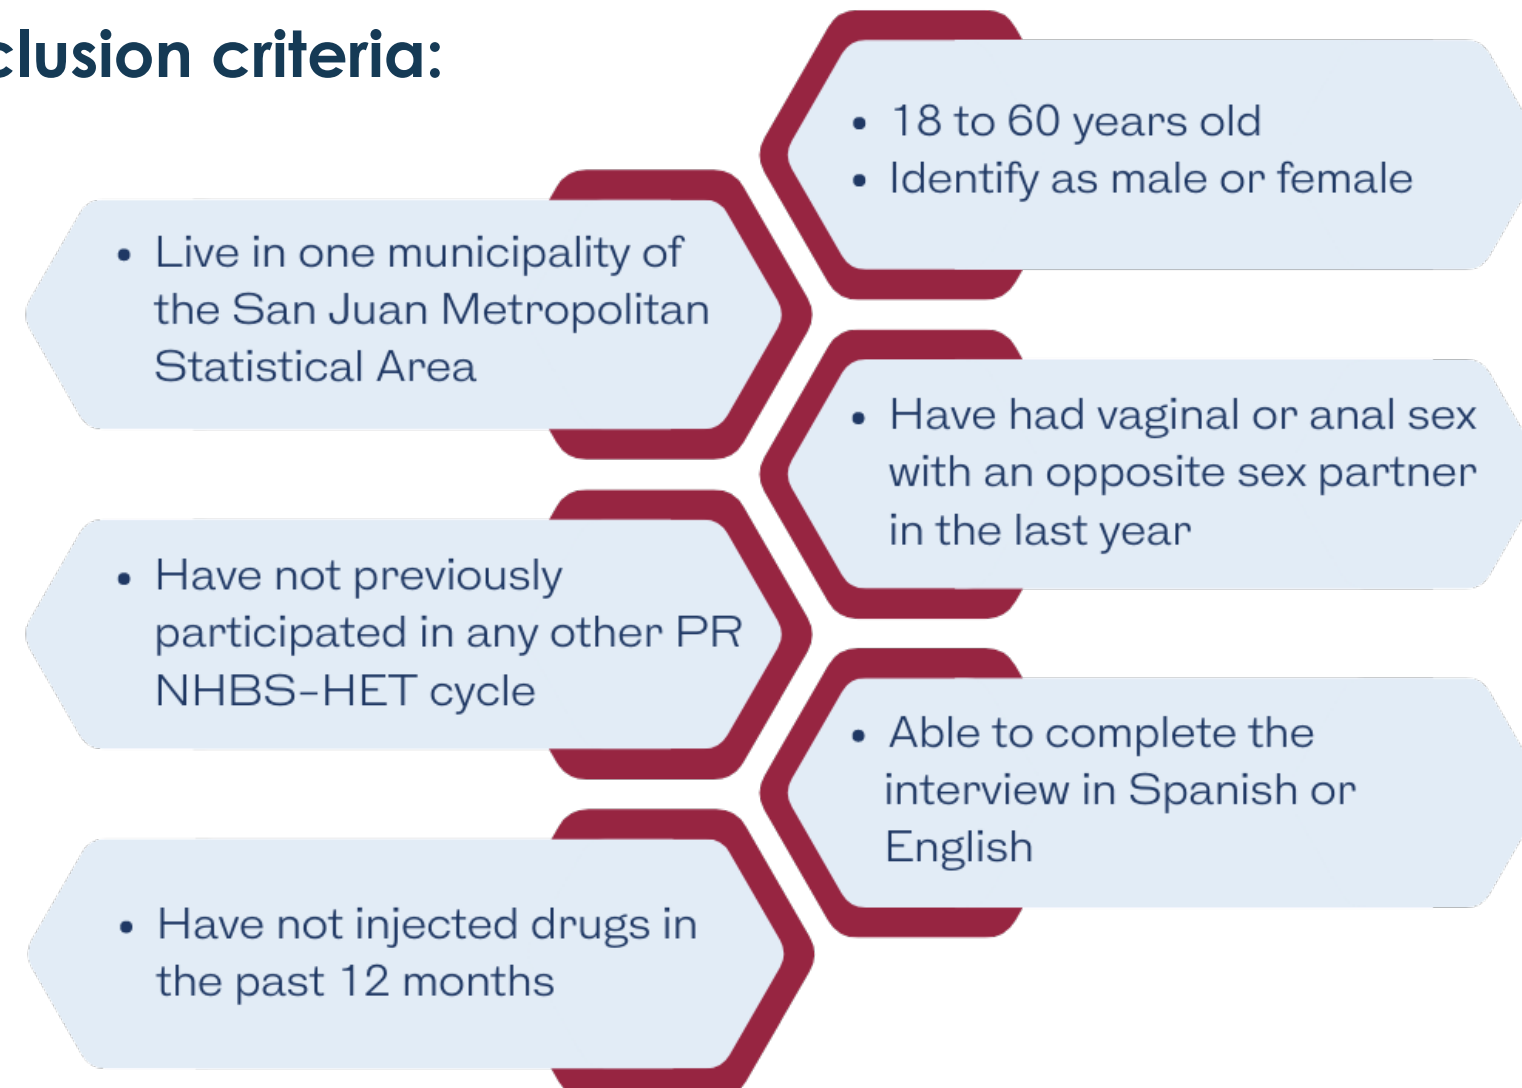 clusion criteria:
• 18 to 60 years old
• Identify as male or female
• Live in one municipality of
the San Juan Metropolitan
Statistical Area
• Have had vaginal or anal sex
with an opposite sex partner
in the last year
• Have not previously
participated in any other PR
NHBS-HET cycle
• Able to complete the
interview in Spanish or
English
• Have not injected drugs in
the past 12 months